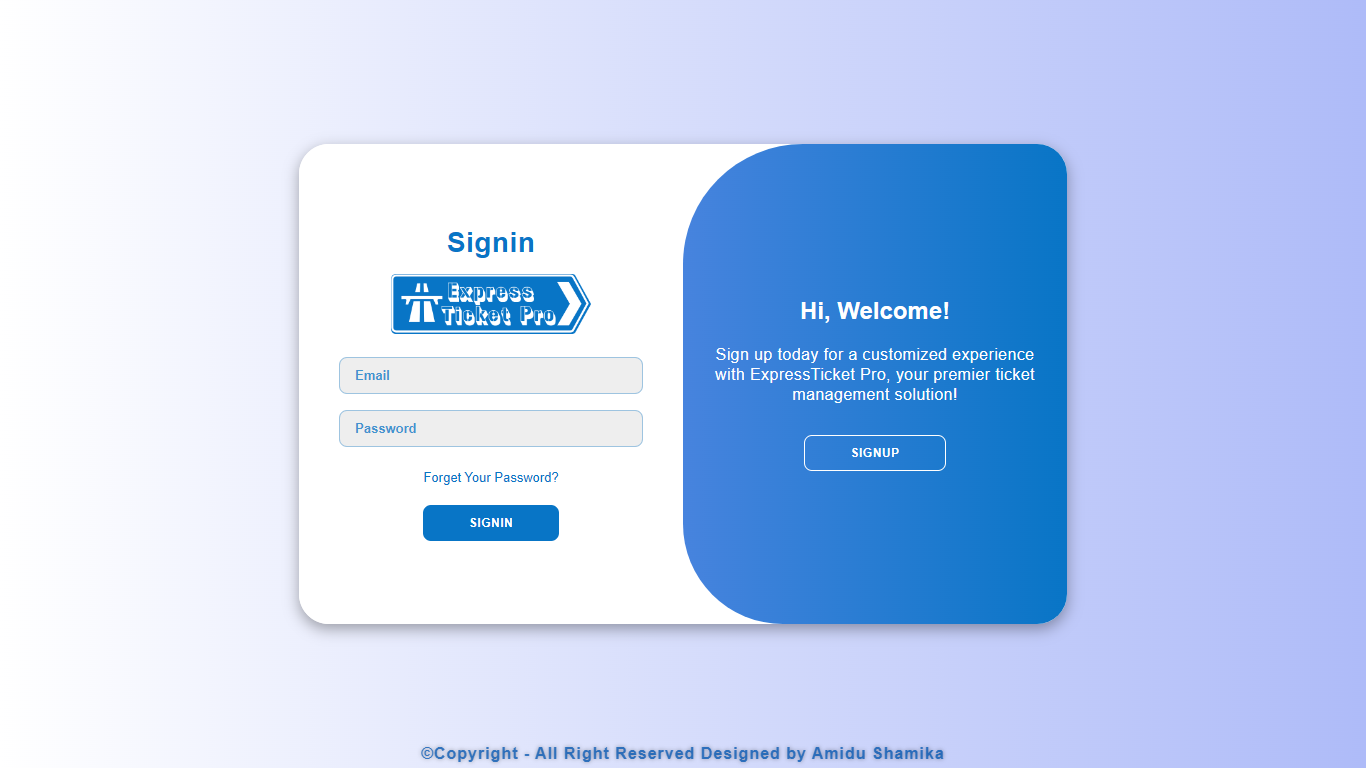 Signin
Express
Ticket Pro
Email
Password
Forget Your Password?
SIGNIN
Hi, Welcome!
Sign up today for a customized experience
with ExpressTicket Pro, your premier ticket
management solution!
SIGNUP
©Copyright - All Right Reserved Designed by Amidu Shamika